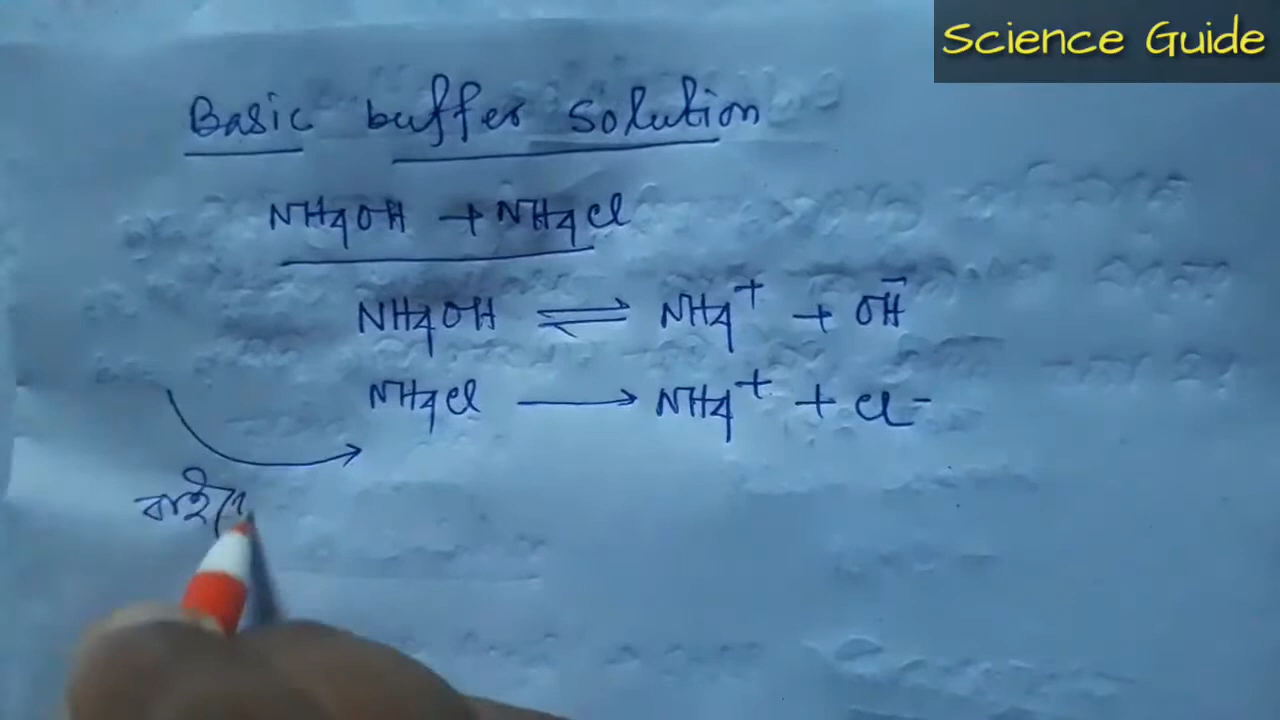 Science Guide
Basic buffer solution
NH4OH + NH4Cl
NH4OH ⇌ NH4+ + OH-
NH4Cl ⟶ NH4+ + Cl-